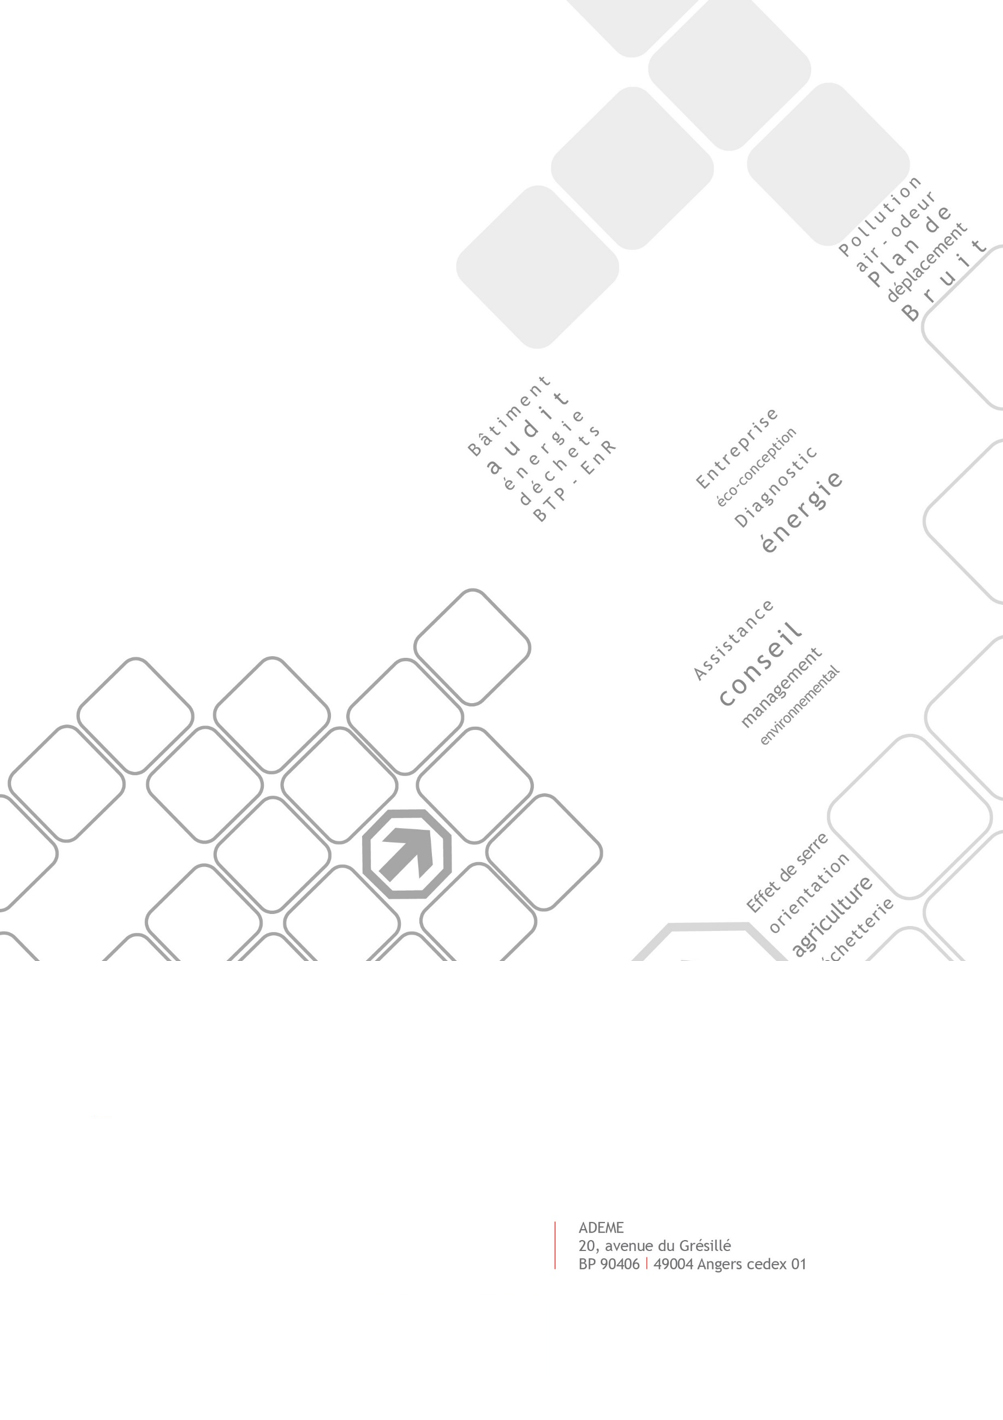 Pollution
air - odeur
Plan de
déplacement
Bruit
Bâtiment
audit
énergie
déchets
BTP - EnR
Entreprise
éco-conception
Diagnostic
énergie
Assistance
conseil
management
environnemental
Effet de serre
orientation
agriculture
chetterie
ADEME
20, avenue du Grésillé
BP 90406 | 49004 Angers cedex 01